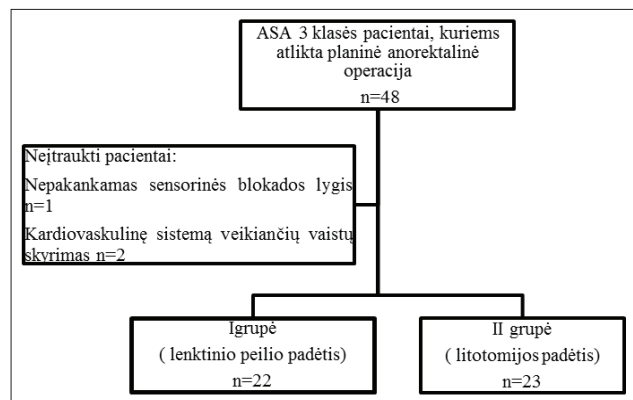 ASA 3 klasės pacientai, kuriems
atlikta planinė anorektalinė
operacija
n=48
Neįtraukti pacientai:
Nepakankamas sensorinės blokados lygis
n=1
Kardiovaskulinę sistemą veikiančių vaistų
skyrimas n=2
Igrupė
( lenktinio peilio padėtis)
n=22
II grupė
( litotomijos padėtis)
n=23